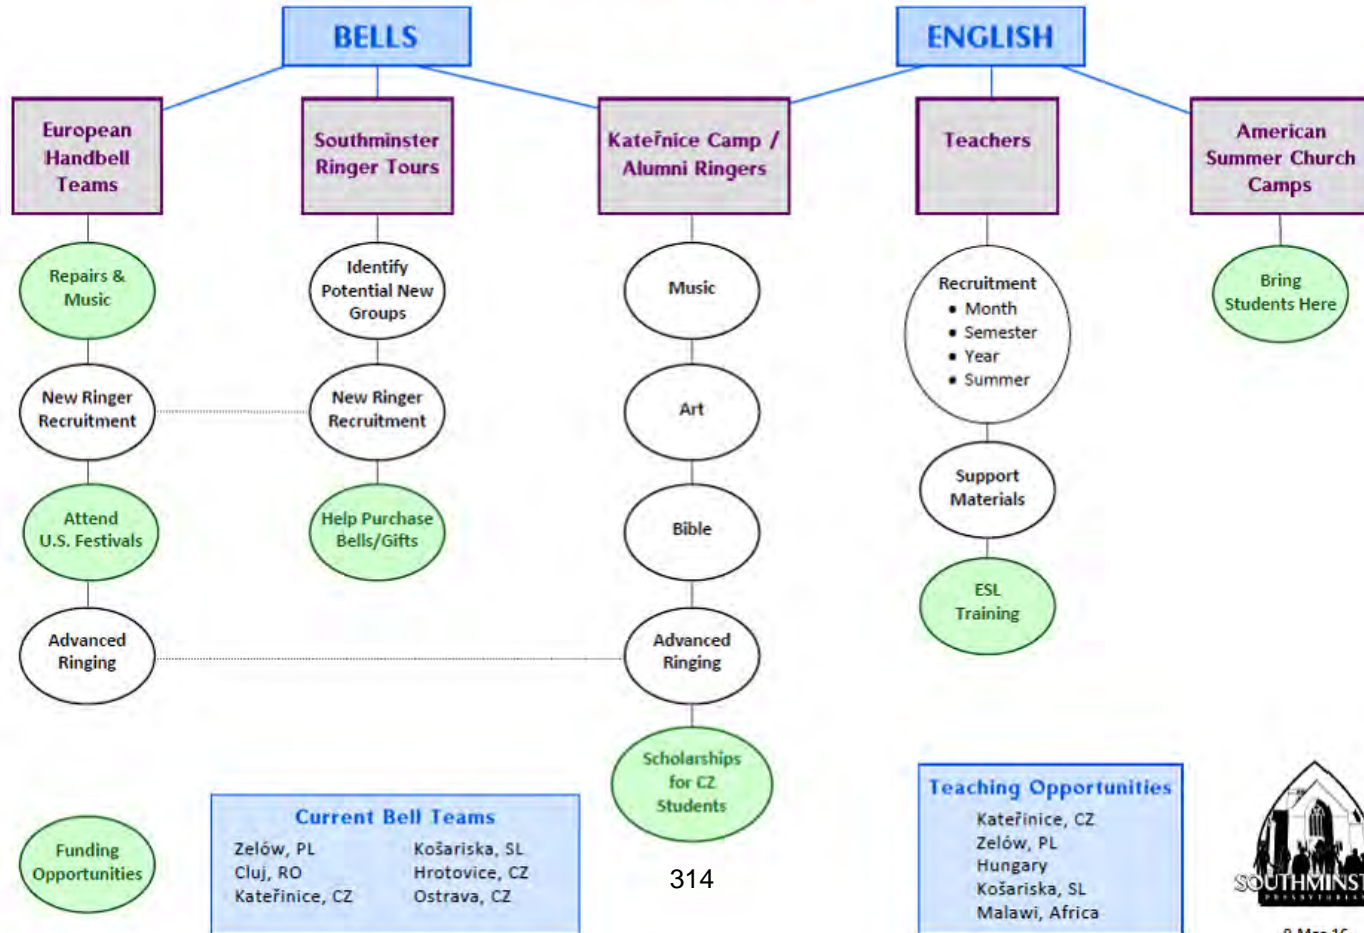 BELLS
ENGLISH
European
Handbell
Teams
Southminster
Ringer Tours
Kateřnice Camp /
Alumni Ringers
Teachers
American
Summer Church
Camps
Repairs &
Music
New Ringer
Recruitment
Attend
U.S. Festivals
Advanced
Ringing
Identify
Potential New
Groups
New Ringer
Recruitment
Help Purchase
Bells/Gifts
Music
Art
Bible
Advanced
Ringing
Scholarships
for CZ
Students
Recruitment
• Month
• Semester
• Year
• Summer
Support
Materials
ESL
Training
Bring
Students Here
Funding
Opportunities
Current Bell Teams
Zelów, PL
Cluj, RO
Kateřinice, CZ
Košariska, SL
Hrotovice, CZ
Ostrava, CZ
314
Teaching Opportunities
Kateřinice, CZ
Zelów, PL
Hungary
Košariska, SL
Malawi, Africa
SOUTHMINST
PRESBYTERIA